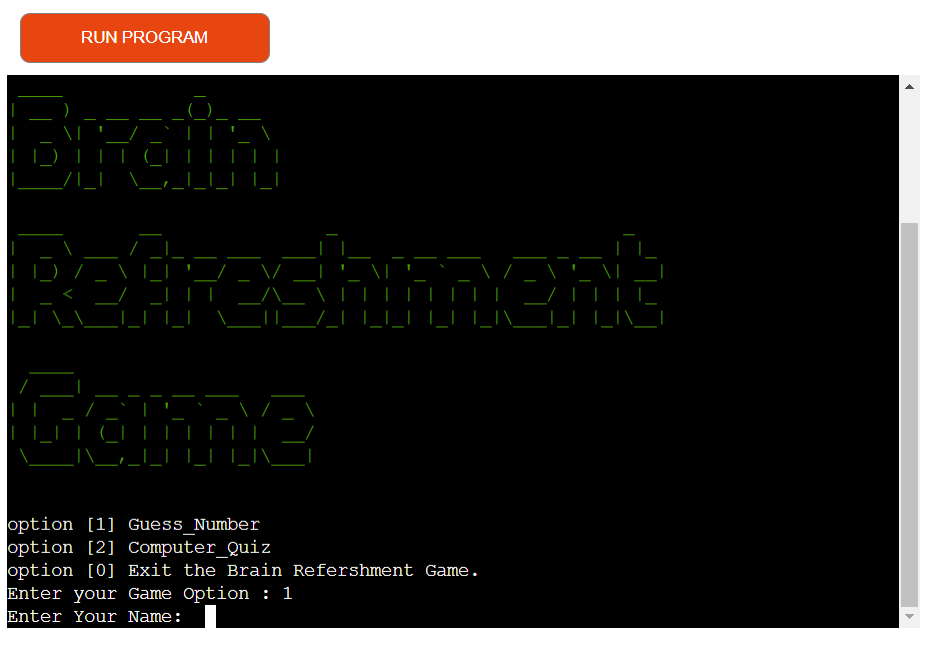 RUN PROGRAM
Brain
Refreshment
Game
option [1] Guess_Number
option [2] Computer_Quiz
option [0] Exit the Brain Refershment Game.
Enter your Game Option : 1
Enter Your Name: